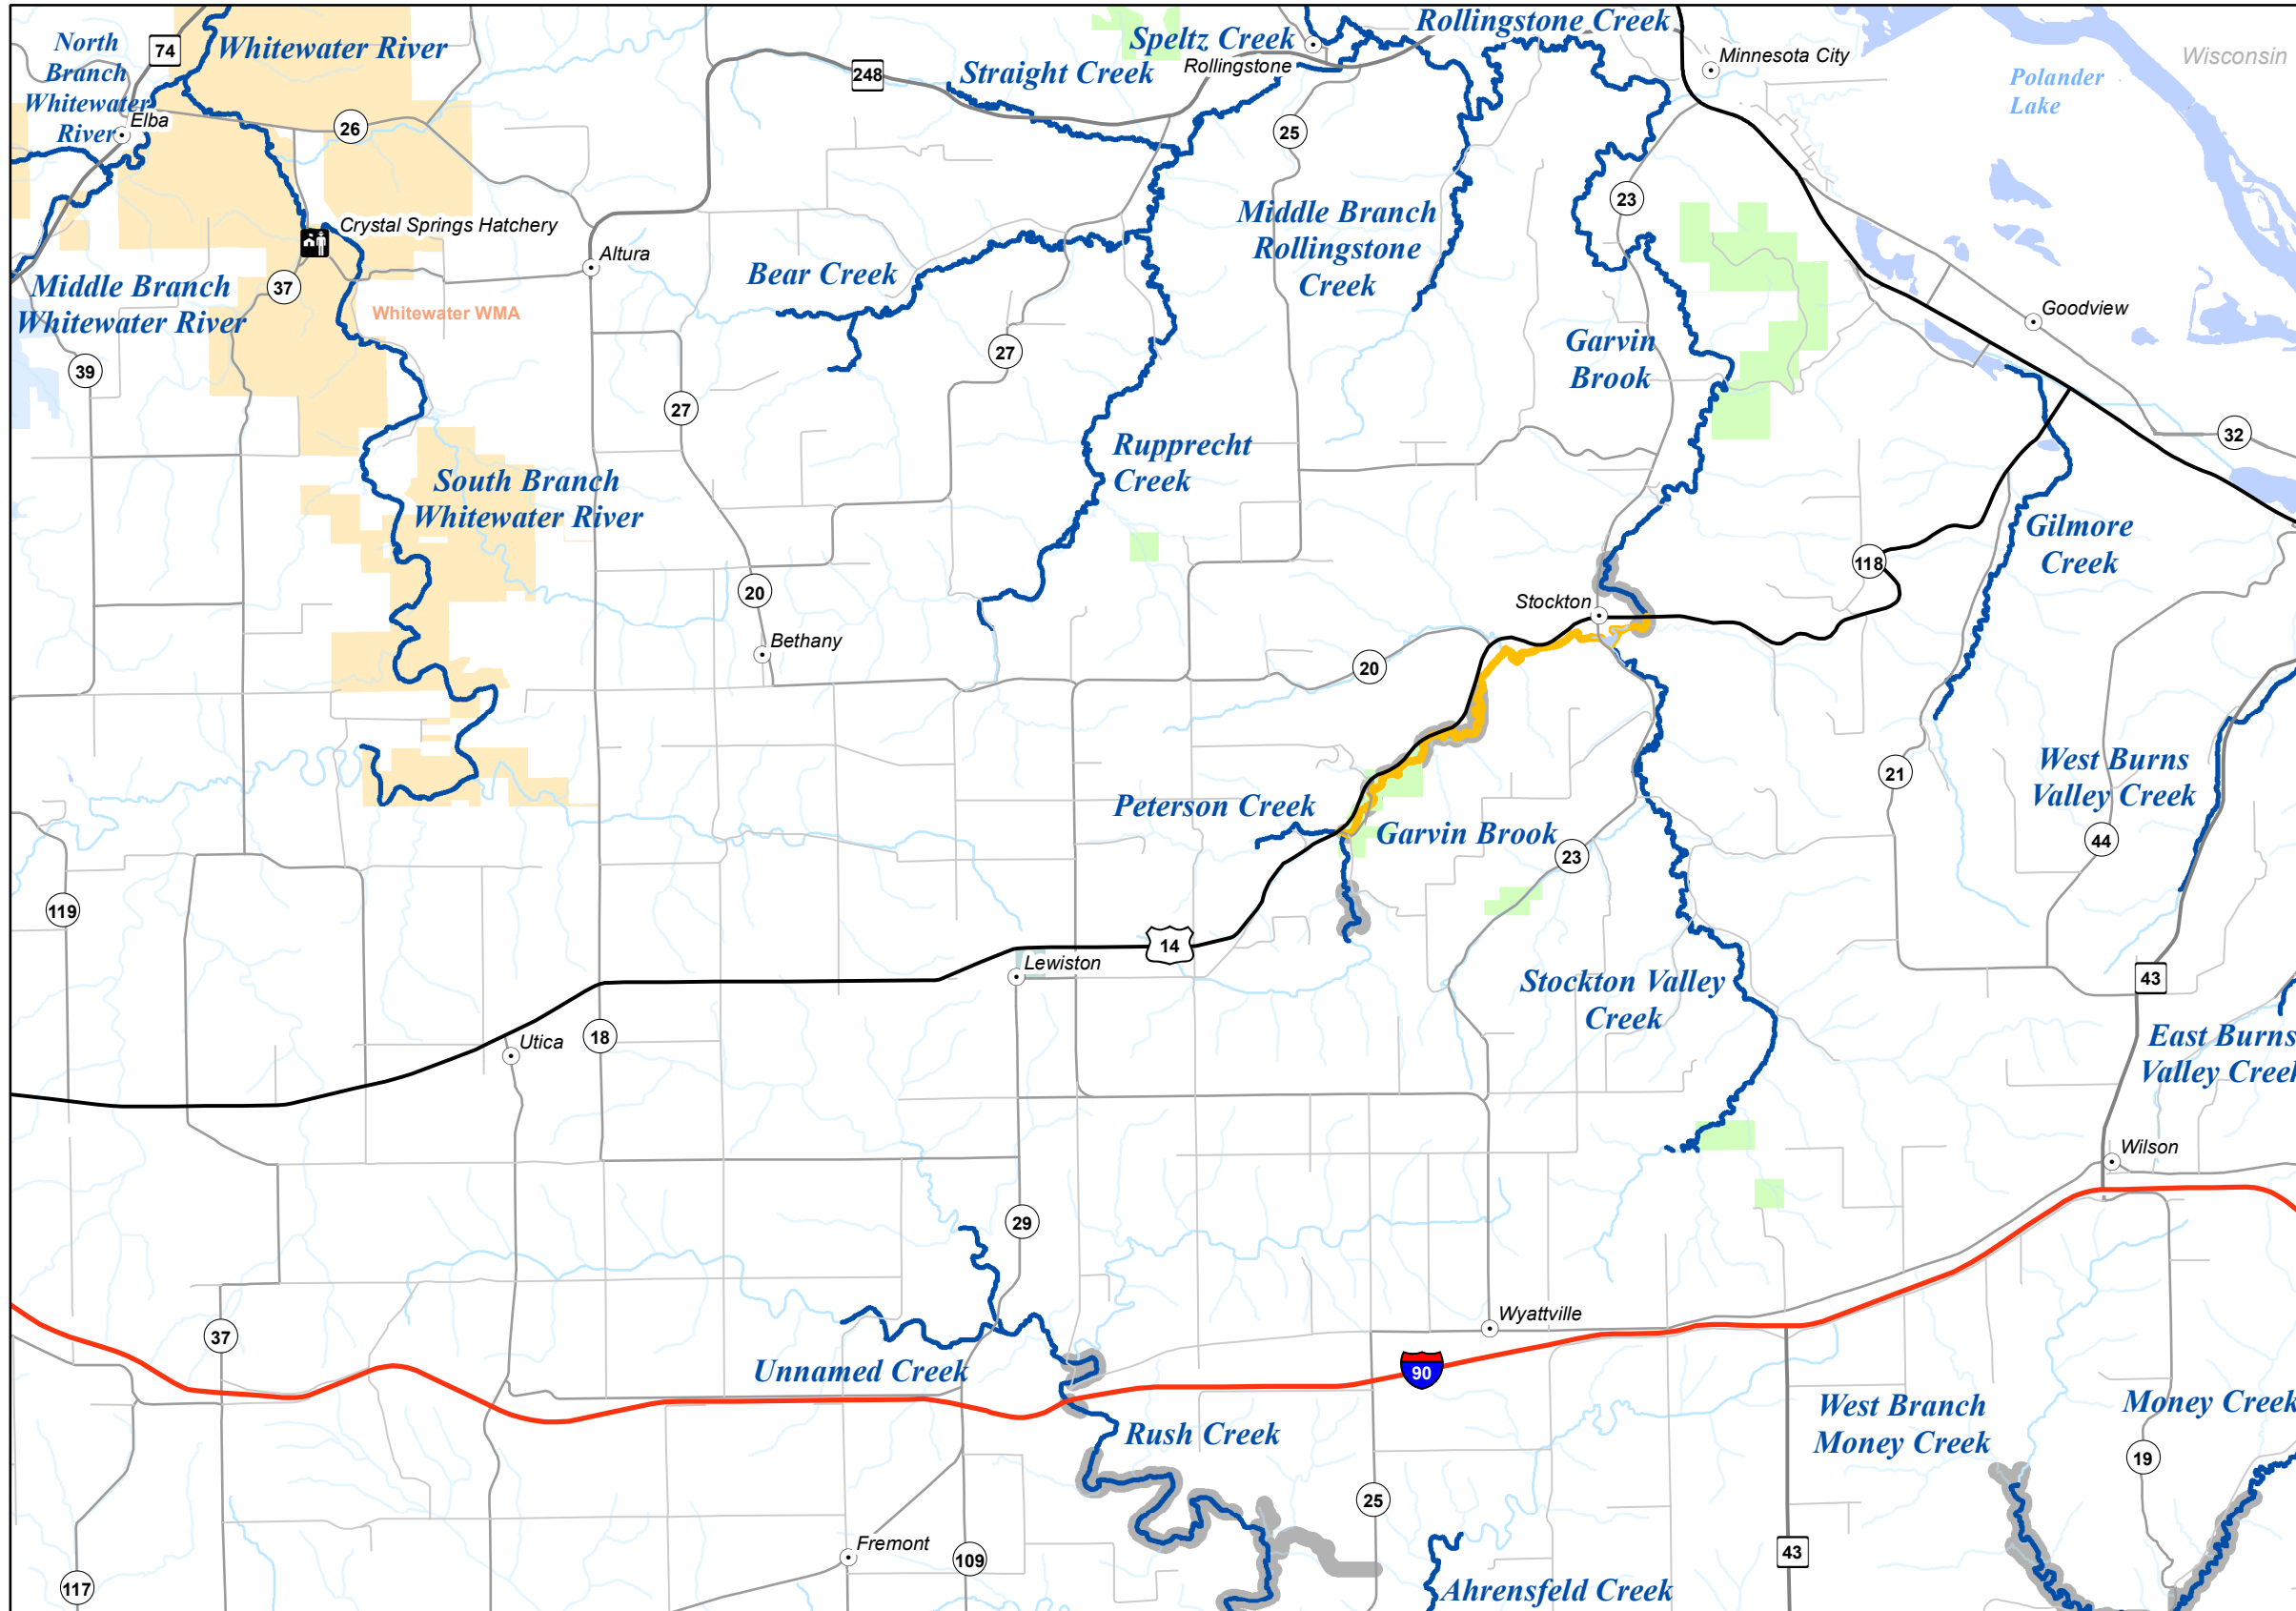 Rollingstone Creek
North
Branch
Whitewater
River
74
Whitewater River
Speltz Creek
Straight Creek
248
Rollingstone
Minnesota City
Wisconsin
Polander
Lake
Elba
26
25
23
Crystal Springs Hatchery
Middle Branch
Rollingstone
Creek
Altura
Bear Creek
Middle Branch
Whitewater River
37
Whitewater WMA
Goodview
Garvin
Brook
39
27
27
32
Rupprecht
Creek
South Branch
Whitewater River
Gilmore
Creek
118
20
Stockton
Bethany
20
21
West Burns
Valley Creek
Peterson Creek
Garvin Brook
23
44
119
14
Lewiston
43
Stockton Valley
Creek
18
Utica
East Burns
Valley Creek
Wilson
29
Wyattville
37
Unnamed Creek
90
West Branch
Money Creek
Money Creek
Rush Creek
19
25
Fremont
109
43
117
Ahrensfeld Creek